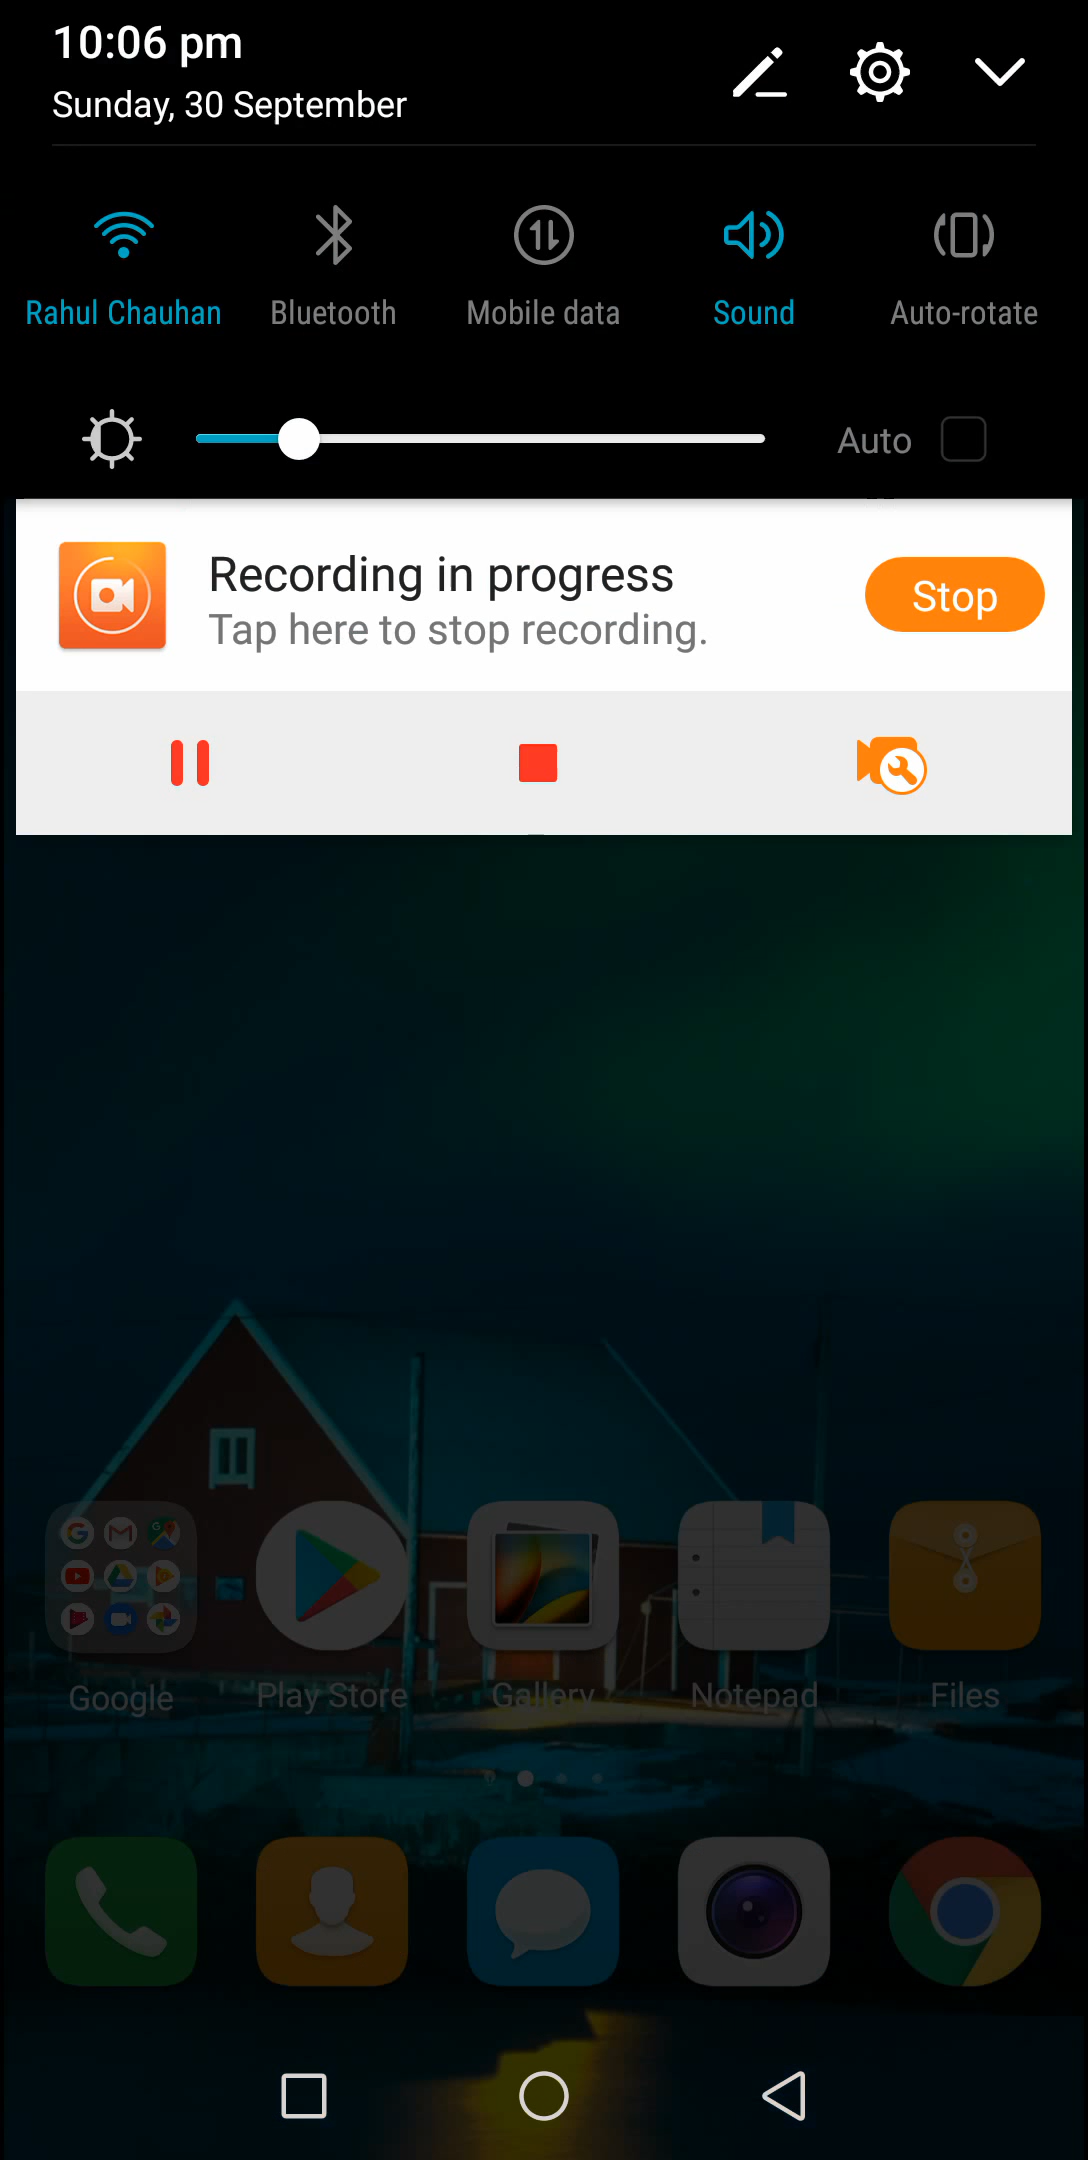 10:06 pm
Sunday, 30 September
Rahul Chauhan
Bluetooth
Mobile data
Sound
Auto-rotate
Auto
Recording in progress
Tap here to stop recording.
Stop
Google
Play Store
Gallery
Notepad
Files